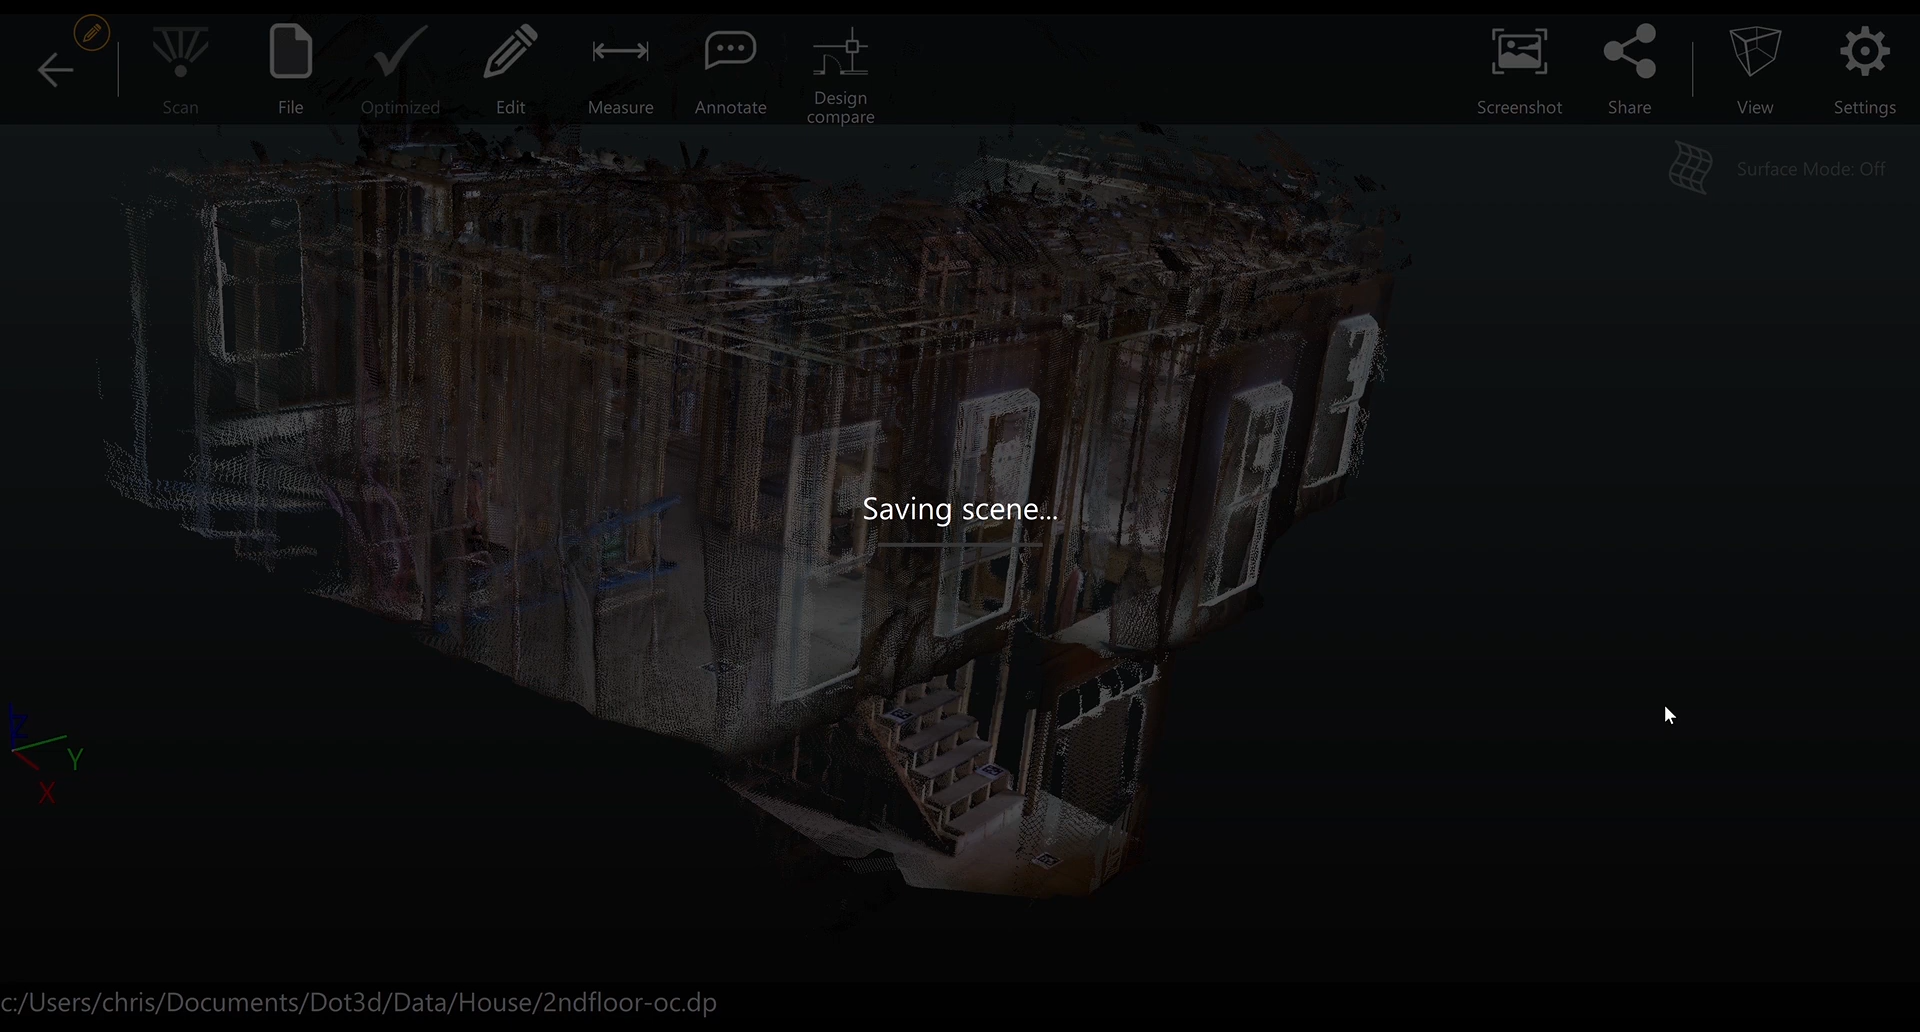 Scan
File
Optimized
Edit
Measure
Annotate
Design
compare
Screenshot
Share
View
Settings
Surface Mode: Off
Saving scene...
Z
Y
X
c:/Users/chris/Documents/Dot3d/Data/House/2ndfloor-oc.dp